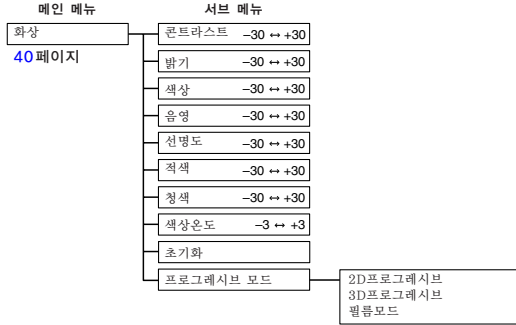 메인 메뉴 서브 메뉴
화상
40페이지
콘트라스트 –30 ↔ +30
밝기 –30 ↔ +30
색상 –30 ↔ +30
음영 –30 ↔ +30
선명도 –30 ↔ +30
적색 –30 ↔ +30
청색 –30 ↔ +30
색상온도 –3 ↔ +3
초기화
프로그레시브 모드
2D프로그레시브
3D프로그레시브
필름모드